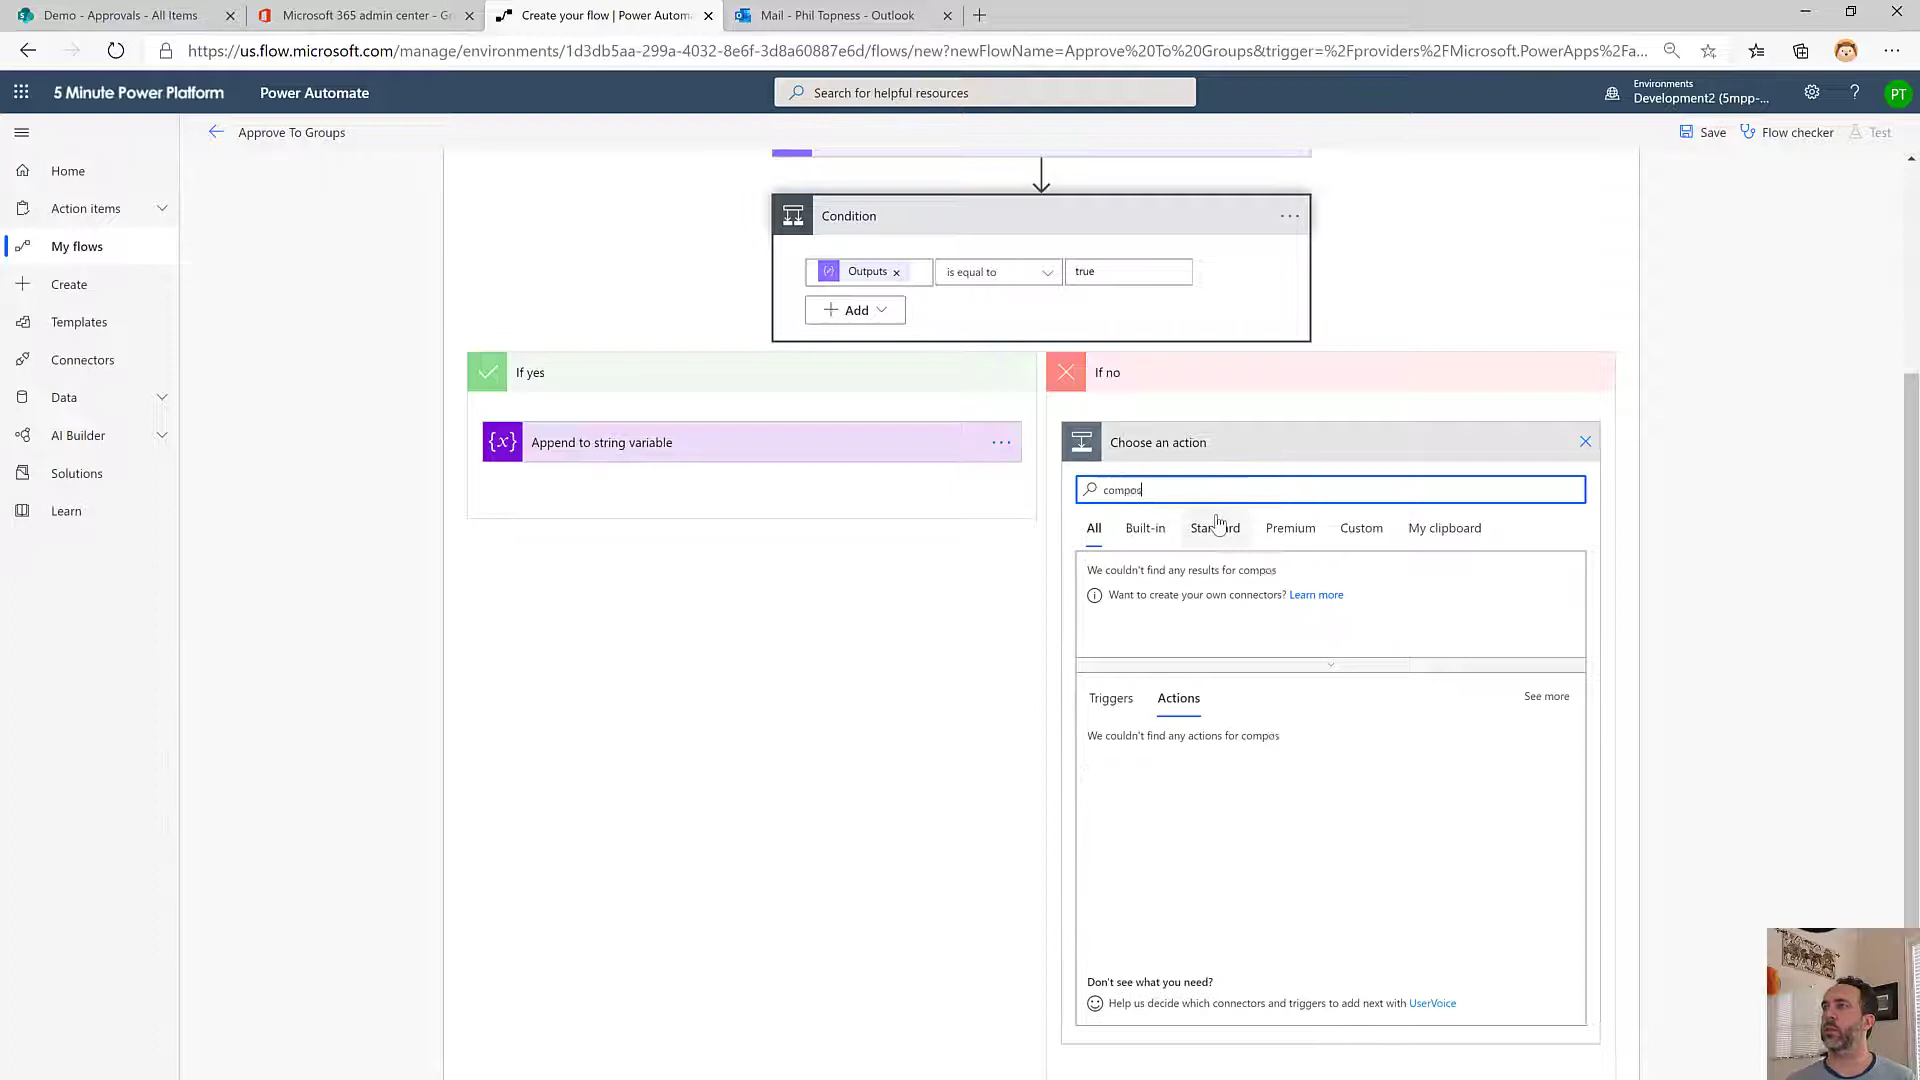 Demo - Approvals - All Items
Microsoft 365 admin center - Gr
Create your flow | Power Automa
Mail - Phil Topness - Outlook
https://us.flow.microsoft.com/manage/environments/1d3db5aa-299a-4032-8e6f-3d8a60887e6d/flows/new?newFlowName=Approve%20To%20Groups&trigger=%2Fproviders%2FMicrosoft.PowerApps%2Fa...
5 Minute Power Platform
Power Automate
Search for helpful resources
Environments
Development2 (5mpp-...
?
PT
Approve To Groups
Save
Flow checker
Test
Home
Action items
My flows
Create
Templates
Connectors
Data
AI Builder
Solutions
Learn
Condition
Outputs
is equal to
true
Add
If yes
If no
{x} Append to string variable
Choose an action
compos
All
Built-in
Standard
Premium
Custom
My clipboard
We couldn't find any results for compos
Want to create your own connectors? Learn more
Triggers
Actions
See more
We couldn't find any actions for compos
Don't see what you need?
Help us decide which connectors and triggers to add next with UserVoice